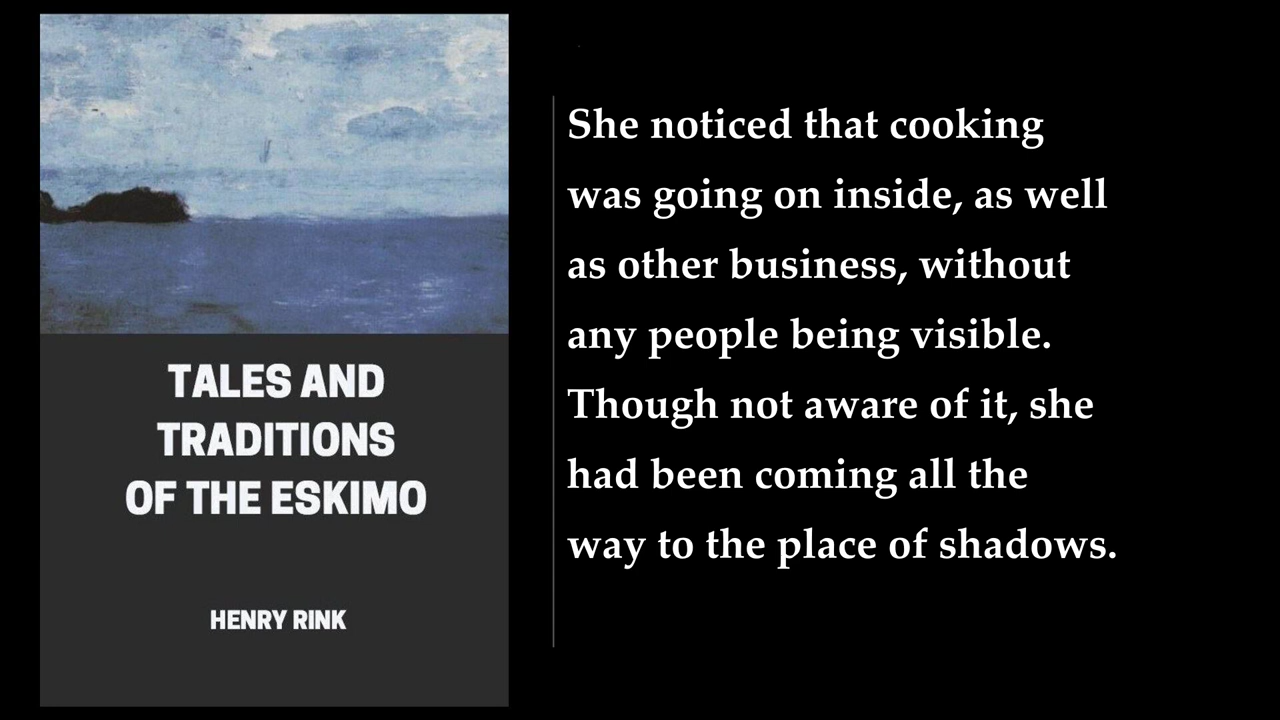 TALES AND
TRADITIONS
OF THE ESKIMO
HENRY RINK
She noticed that cooking
was going on inside, as well
as other business, without
any people being visible.
Though not aware of it, she
had been coming all the
way to the place of shadows.